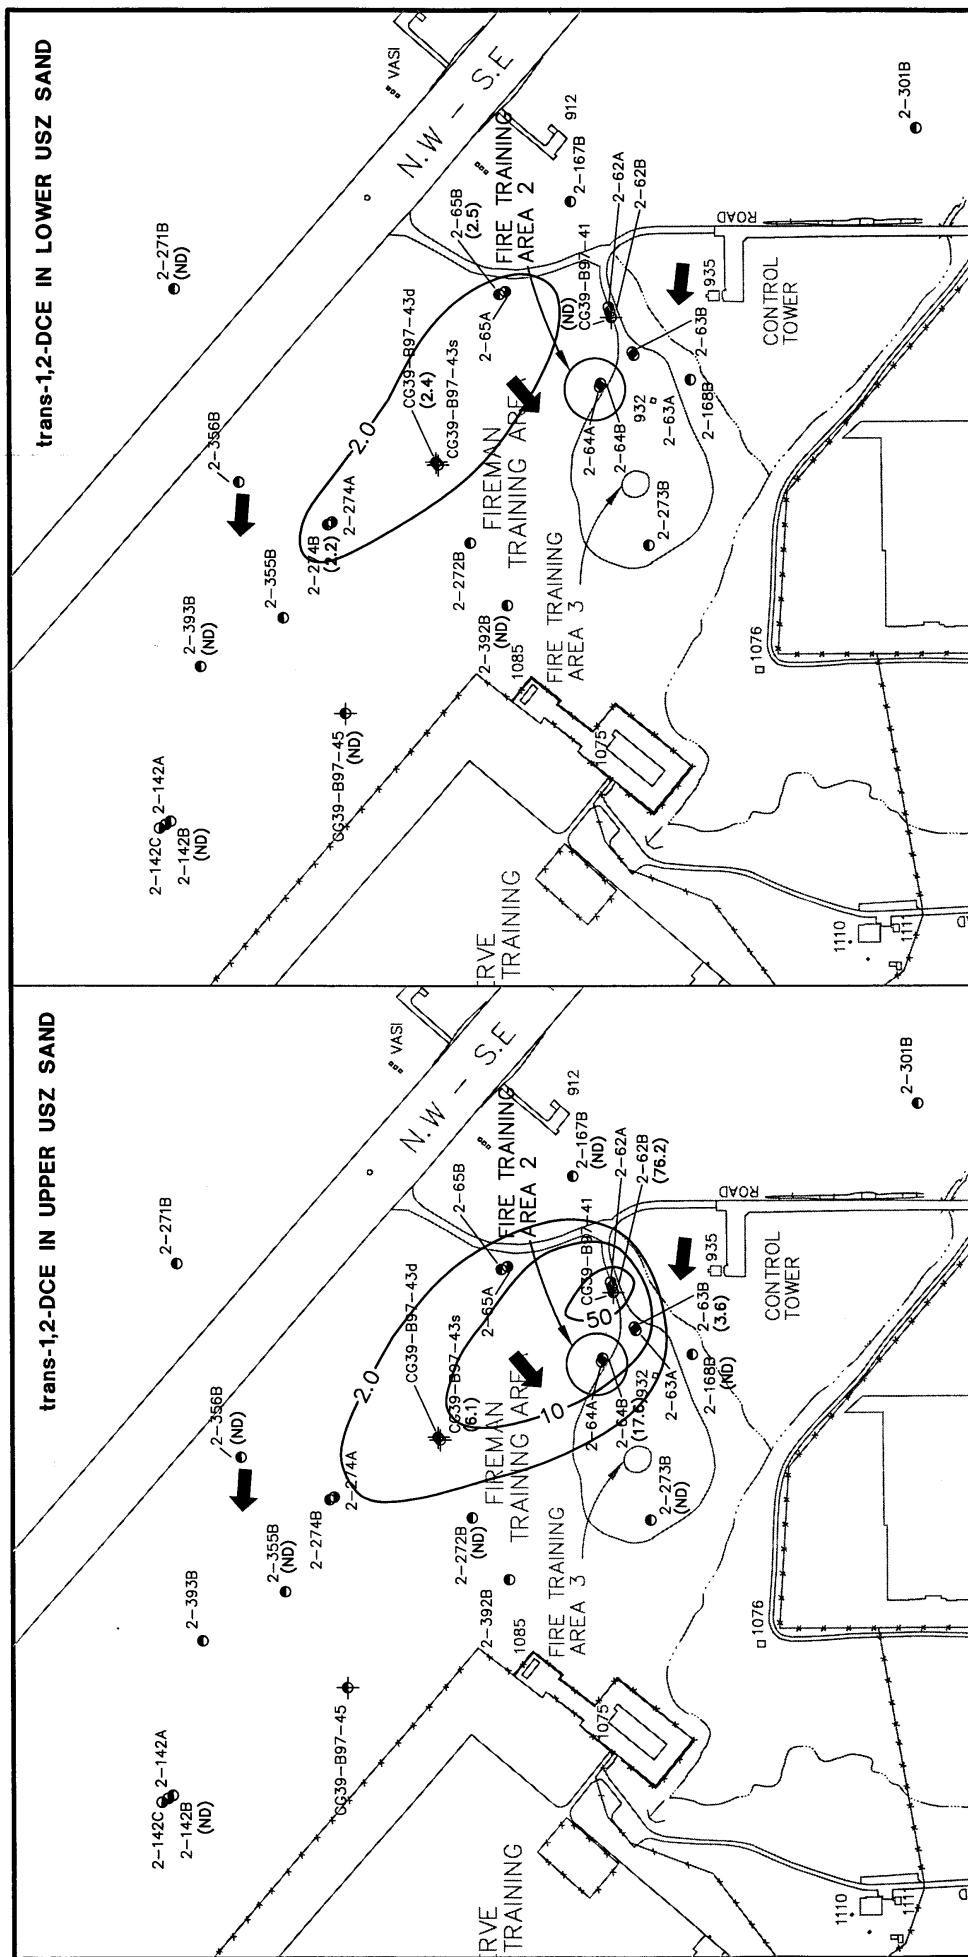 trans-1,2-DCE IN UPPER USZ SAND
2-142C
2-142A
2-142B
(ND)
2-393B
2-355B
(ND)
2-356B
(ND)
2-271B
VASI
N.W - S.E
CG39-B97-45
2-274B
2-274A
2.0
CG39-B97-43d
CG39-B97-43s
(6.1)
2-65B
2-65A
912
FIRE TRAINING
AREA 2
2-272B
(ND)
2-392B
FIREMAN
TRAINING AREA
10
50
CG39-B97-41
2-167B
(ND)
2-62A
2-62B
(76.2)
1085
FIRE TRAINING
AREA 3
2-64A
2-64B
(17.6)
932
2-63A
2-63B
(3.6)
2-168B
(ND)
2-273B
(ND)
1075
935
ROAD
CONTROL
TOWER
RVE
TRAINING
1076
2-301B
1110
1111
trans-1,2-DCE IN LOWER USZ SAND
2-142C
2-142A
2-142B
(ND)
2-393B
(ND)
2-355B
2-356B
2-271B
(ND)
VASI
N.W - S.E
CG39-B97-45
(ND)
2-274B
(2.2)
2-274A
2.0
CG39-B97-43d
(2.4)
CG39-B97-43s
2-65B
(2.5)
2-65A
912
FIRE TRAINING
AREA 2
2-272B
2-392B
(ND)
FIREMAN
TRAINING AREA
(ND)
CG39-B97-41
2-167B
2-62A
2-62B
1085
FIRE TRAINING
AREA 3
2-64A
2-64B
932
2-63A
2-63B
2-168B
2-273B
1075
935
ROAD
CONTROL
TOWER
ERVE
TRAINING
1076
2-301B
1110
1111